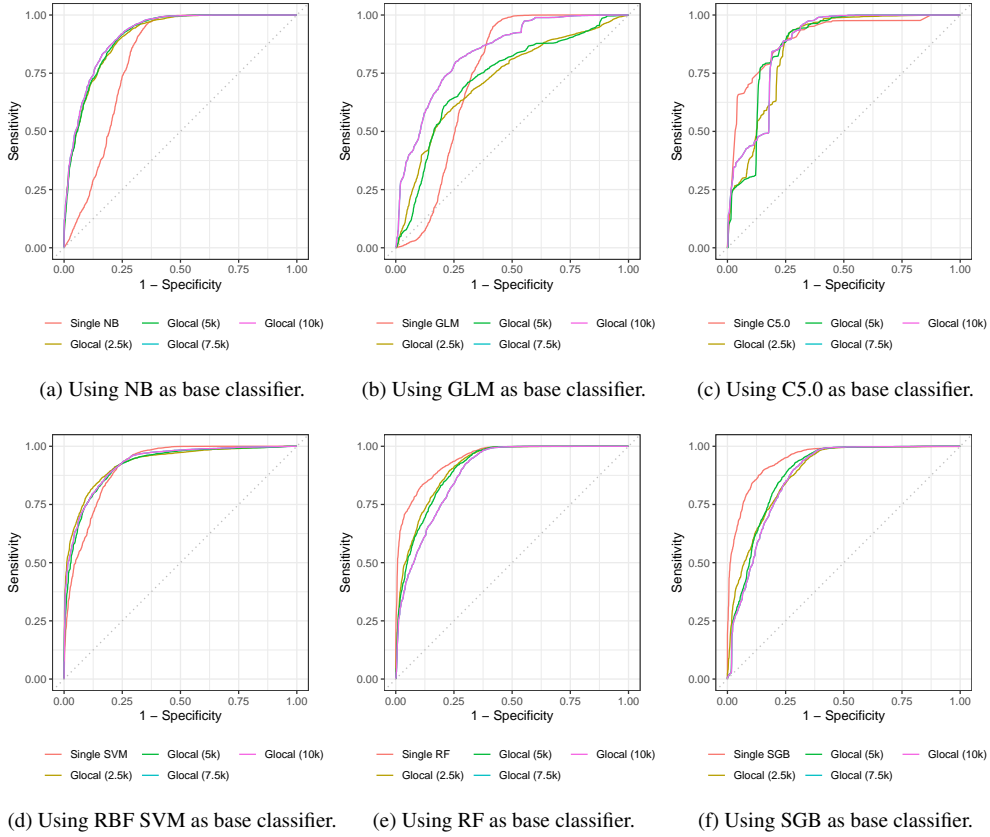 1.00
0.75
0.50
0.25
0.00
Sensitivity
0.00 0.25 0.50 0.75 1.00
1 − Specificity
Single NB Glocal (5k) Glocal (10k)
Glocal (2.5k) Glocal (7.5k)
(a) Using NB as base classifier.
1.00
0.75
0.50
0.25
0.00
Sensitivity
0.00 0.25 0.50 0.75 1.00
1 − Specificity
Single GLM Glocal (5k) Glocal (10k)
Glocal (2.5k) Glocal (7.5k)
(b) Using GLM as base classifier.
1.00
0.75
0.50
0.25
0.00
Sensitivity
0.00 0.25 0.50 0.75 1.00
1 − Specificity
Single C5.0 Glocal (5k) Glocal (10k)
Glocal (2.5k) Glocal (7.5k)
(c) Using C5.0 as base classifier.
1.00
0.75
0.50
0.25
0.00
Sensitivity
0.00 0.25 0.50 0.75 1.00
1 − Specificity
Single SVM Glocal (5k) Glocal (10k)
Glocal (2.5k) Glocal (7.5k)
(d) Using RBF SVM as base classifier.
1.00
0.75
0.50
0.25
0.00
Sensitivity
0.00 0.25 0.50 0.75 1.00
1 − Specificity
Single RF Glocal (5k) Glocal (10k)
Glocal (2.5k) Glocal (7.5k)
(e) Using RF as base classifier.
1.00
0.75
0.50
0.25
0.00
Sensitivity
0.00 0.25 0.50 0.75 1.00
1 − Specificity
Single SGB Glocal (5k) Glocal (10k)
Glocal (2.5k) Glocal (7.5k)
(f) Using SGB as base classifier.